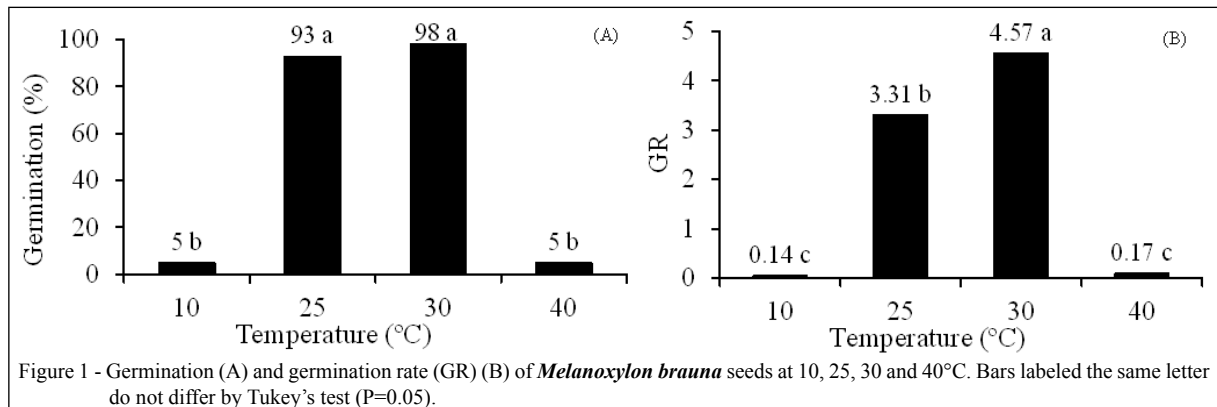 (A)
Germination (%)
100
80
60
40
20
0
5 b
93 a
98 a
5 b
10 25 30 40
Temperature (°C)
(B)
GR
5
4
3
2
1
0
0.14 c
3.31 b
4.57 a
0.17 c
10 25 30 40
Temperature (°C)
Figure 1 - Germination (A) and germination rate (GR) (B) of Melanoxylon brauna seeds at 10, 25, 30 and 40°C. Bars labeled the same letter
do not differ by Tukey's test (P=0.05).